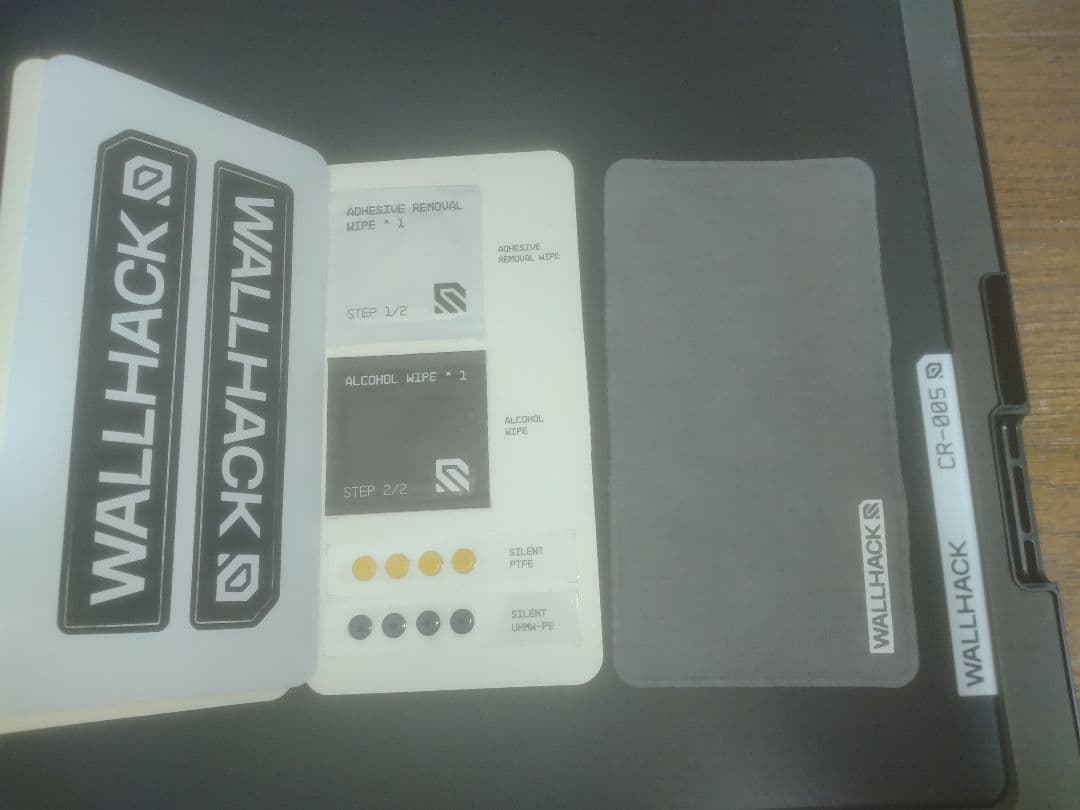 WALLHACK
WALLHACK
ADHESIVE REMOVAL
WIPE × 1
STEP 1/2
ADHESIVE
REMOVAL WIPE
ALCOHOL WIPE × 1
STEP 2/2
ALCOHOL
WIPE
SILENT
PTFE
SILENT
UHMW-PE
WALLHACK
WALLHACK CR-005